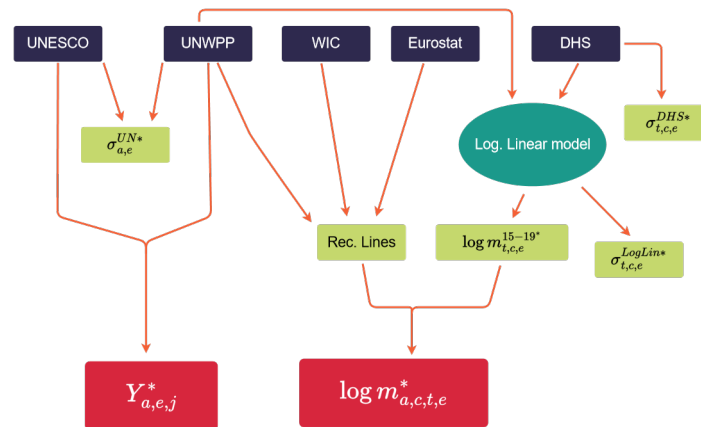 UNESCO
UNWPP
WIC
Eurostat
DHS
σ_{a,e}^{UN*}
σ_{t,c,e}^{DHS*}
Log. Linear model
Rec. Lines
log m_{t,c,e}^{15-19*}
σ_{t,c,e}^{LogLin*}
Y_{a,e,j}^{*}
log m_{a,c,t,e}^{*}